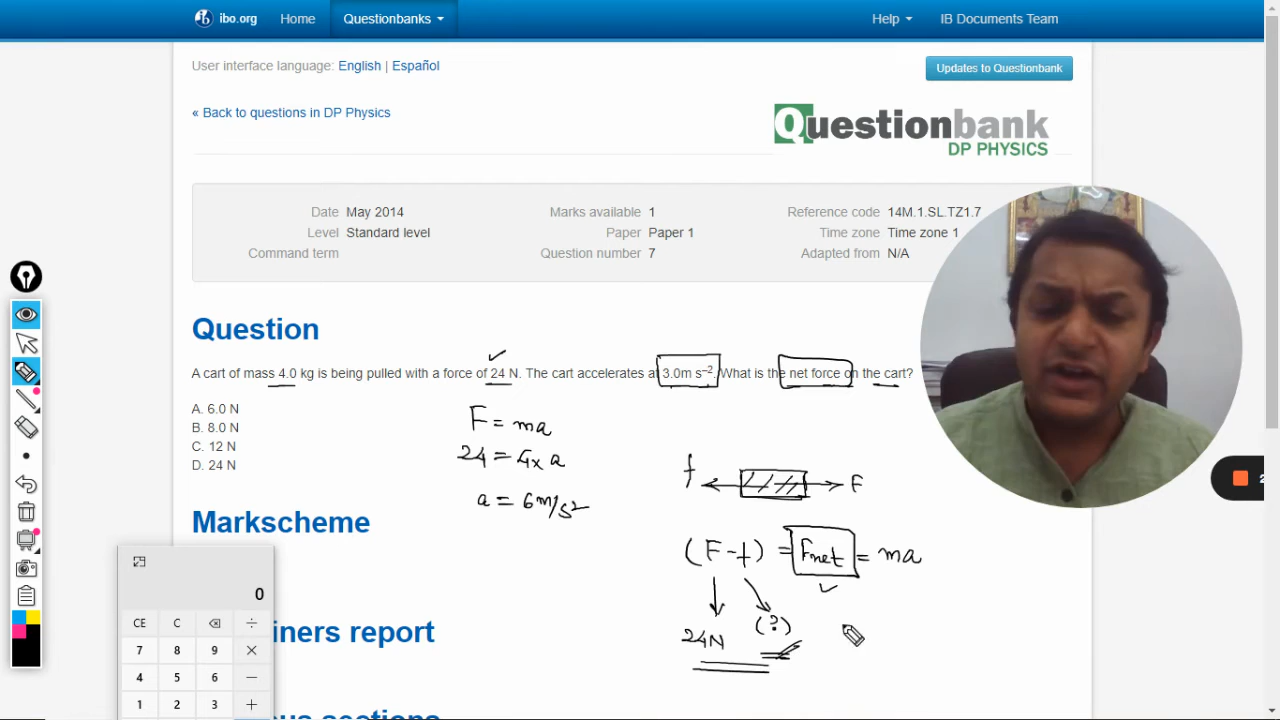 ibo.org Home Questionbanks Help IB Documents Team
User interface language: English | Español
Updates to Questionbank
« Back to questions in DP Physics
Questionbank
DP PHYSICS
Date May 2014 Marks available 1 Reference code 14M.1.SL.TZ1.7
Level Standard level Paper Paper 1 Time zone Time zone 1
Command term Question number 7 Adapted from N/A
Question
A cart of mass 4.0 kg is being pulled with a force of 24 N. The cart accelerates at 3.0m s⁻². What is the net force on the cart?
A. 6.0 N
B. 8.0 N
C. 12 N
D. 24 N
F = ma
24 = 4x a
a = 6m/s²
f F
(F-f) = Fnet = ma
24N (?)
Markscheme
iners report
0
CE C ÷
7 8 9 ×
4 5 6 −
1 2 3 +